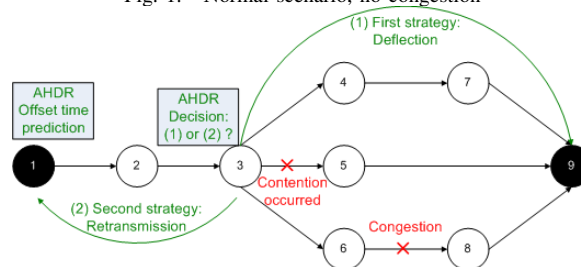 Fig. 1. Normal scenario, no congestion
(1) First strategy:
Deflection
AHDR
Offset time
prediction
AHDR
Decision:
(1) or (2) ?
4
7
1
2
3
5
9
Contention
occurred
(2) Second strategy:
Retransmission
Congestion
6
8